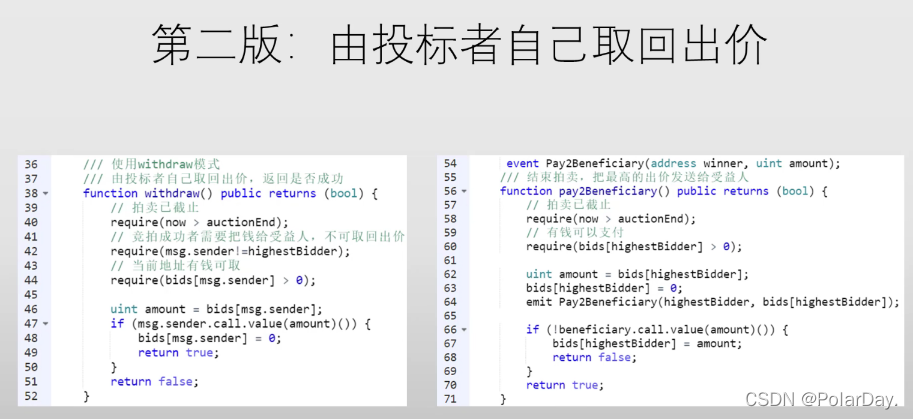 第二版：由投标者自己取回出价
36 /// 使用withdraw模式
37 /// 由投标者自己取回出价，返回是否成功
38 function withdraw() public returns (bool) {
39 // 拍卖已截止
40 require(now > auctionEnd);
41 // 竞拍成功者需要把钱给受益人，不可取回出价
42 require(msg.sender!=highestBidder);
43 // 当前地址有钱可取
44 require(bids[msg.sender] > 0);
45
46 uint amount = bids[msg.sender];
47 if (msg.sender.call.value(amount)()) {
48 bids[msg.sender] = 0;
49 return true;
50 }
51 return false;
52 }
54 event Pay2Beneficiary(address winner, uint amount);
55 /// 结束拍卖，把最高的出价发送给受益人
56 function pay2Beneficiary() public returns (bool) {
57 // 拍卖已截止
58 require(now > auctionEnd);
59 // 有钱可以支付
60 require(bids[highestBidder] > 0);
61
62 uint amount = bids[highestBidder];
63 bids[highestBidder] = 0;
64 emit Pay2Beneficiary(highestBidder, bids[highestBidder]);
65
66 if (!beneficiary.call.value(amount)()) {
67 bids[highestBidder] = amount;
68 return false;
69 }
70 return true;
71 }
CSDN @PolarDay.